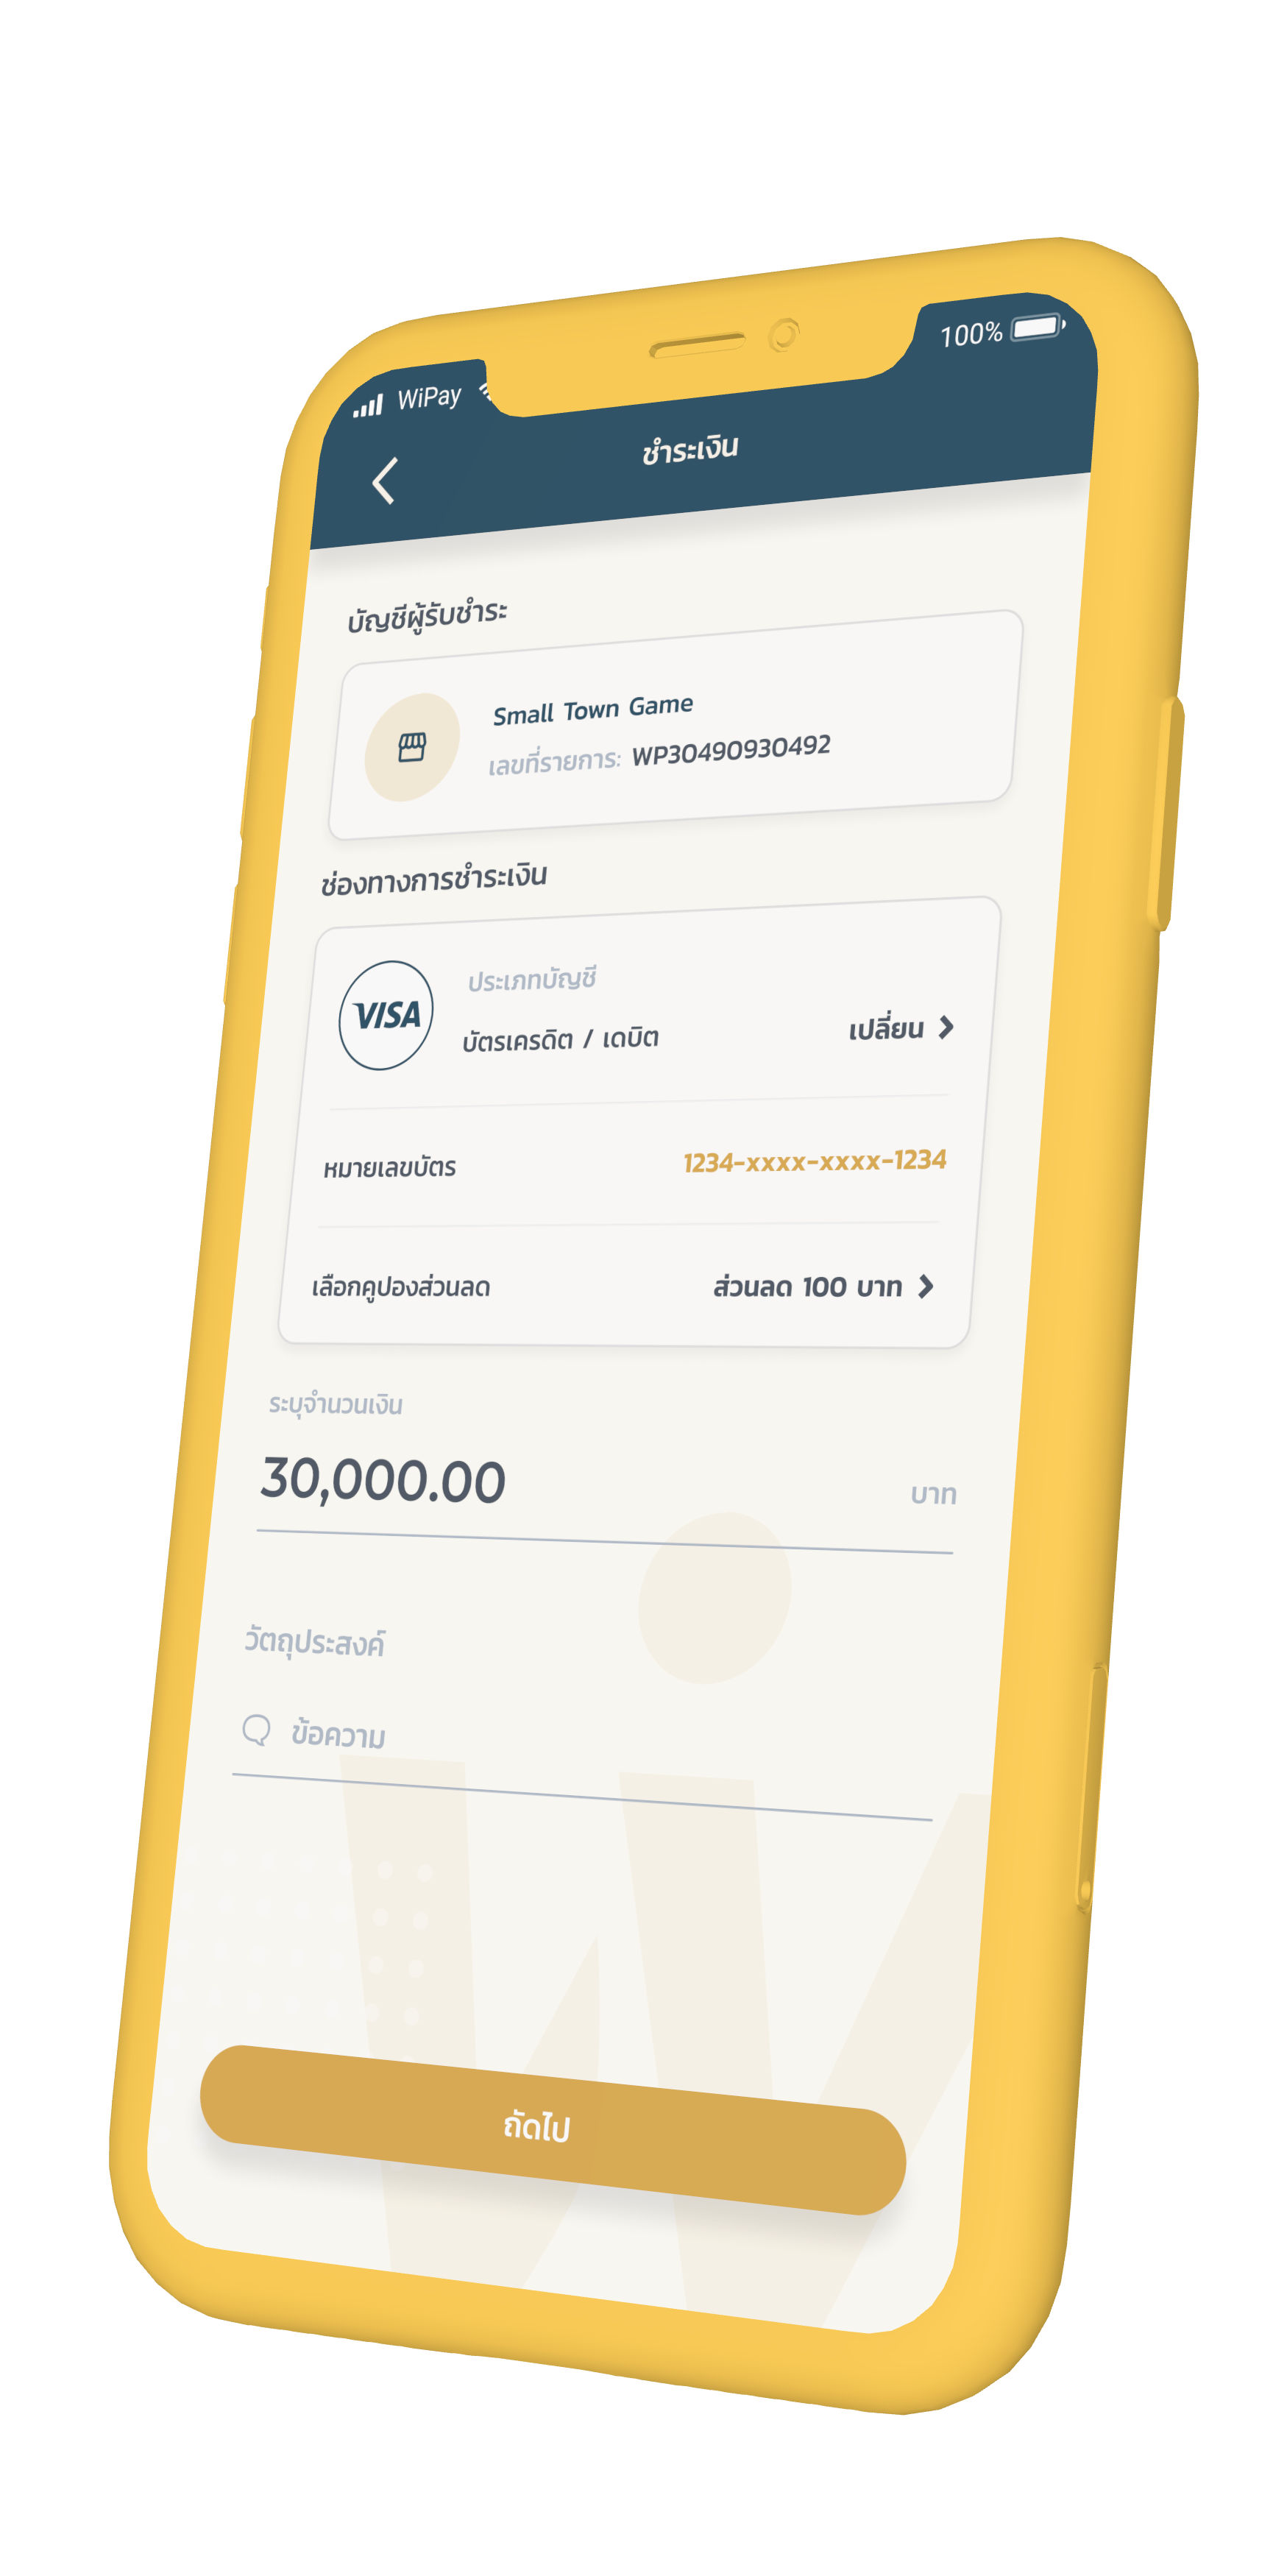 WiPay
100%
ชำระเงิน
บัญชีผู้รับชำระ
Small Town Game
เลขที่รายการ: WP30490930492
ช่องทางการชำระเงิน
VISA
ประเภทบัญชี
บัตรเครดิต / เดบิต
เปลี่ยน
หมายเลขบัตร 1234-xxxx-xxxx-1234
เลือกคูปองส่วนลด ส่วนลด 100 บาท
ระบุจำนวนเงิน
30,000.00 บาท
วัตถุประสงค์
ข้อความ
ถัดไป